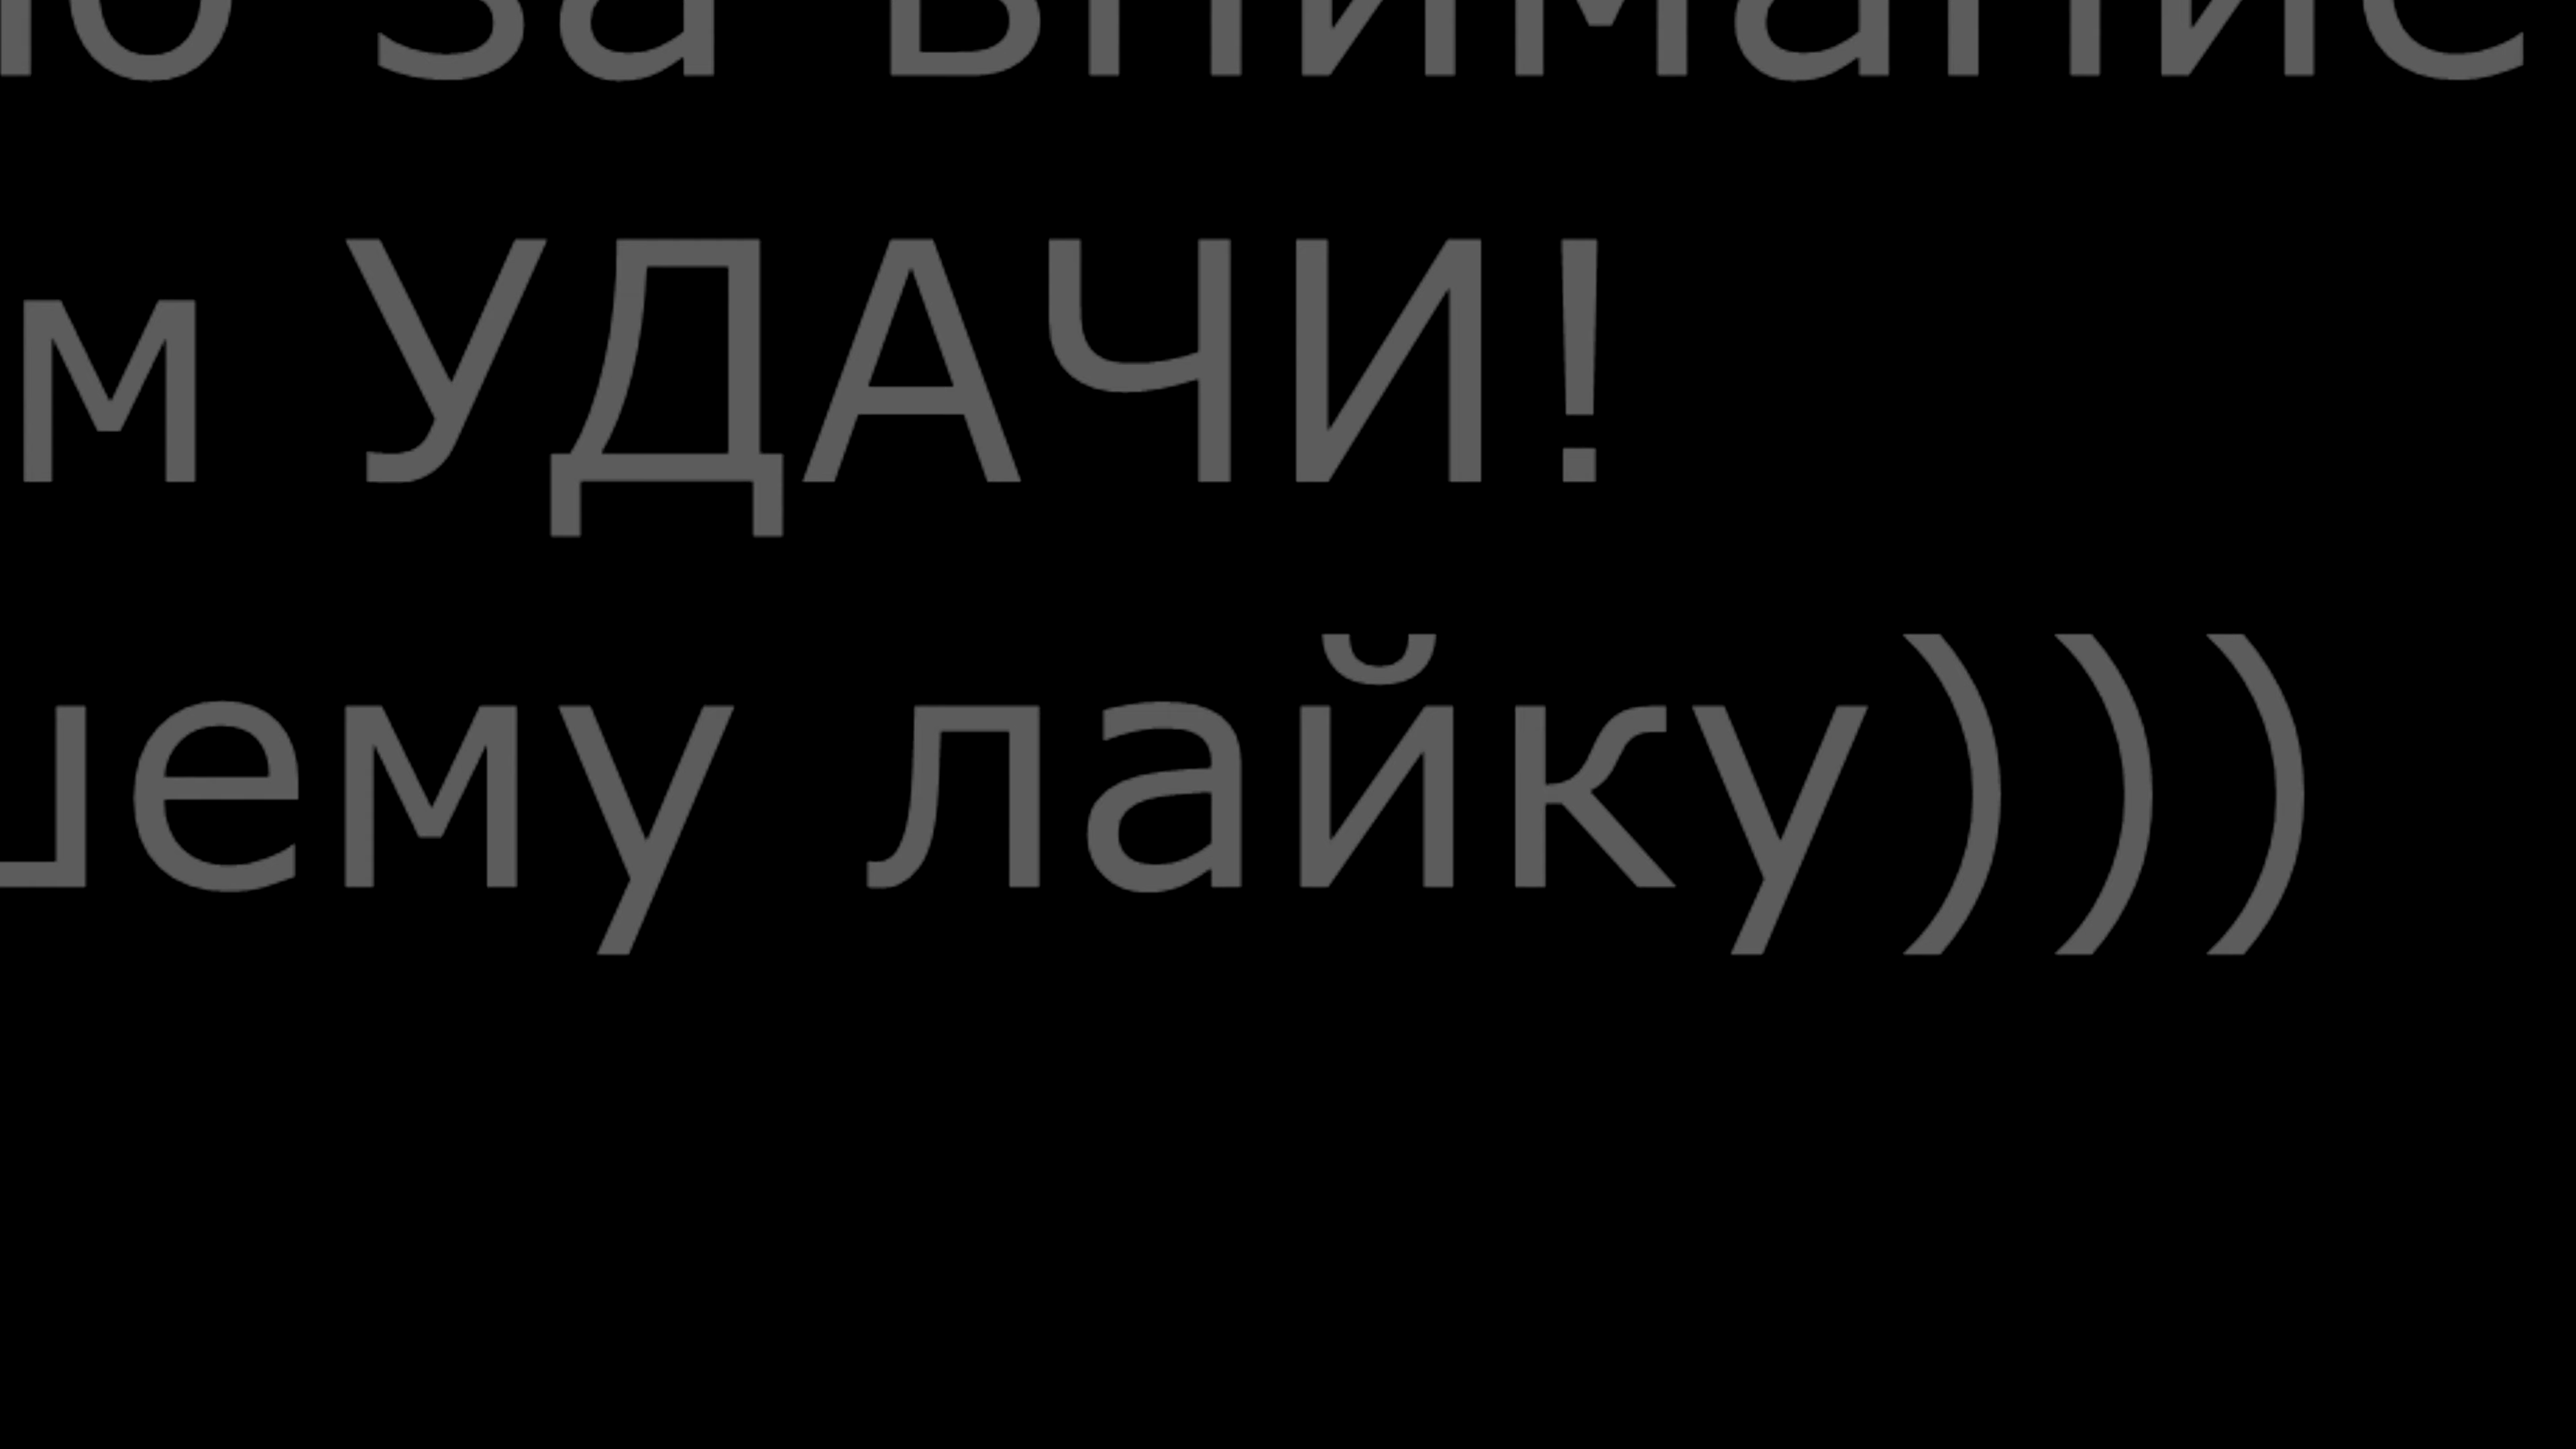 за внимание
м УДАЧИ!
шему лайку)))